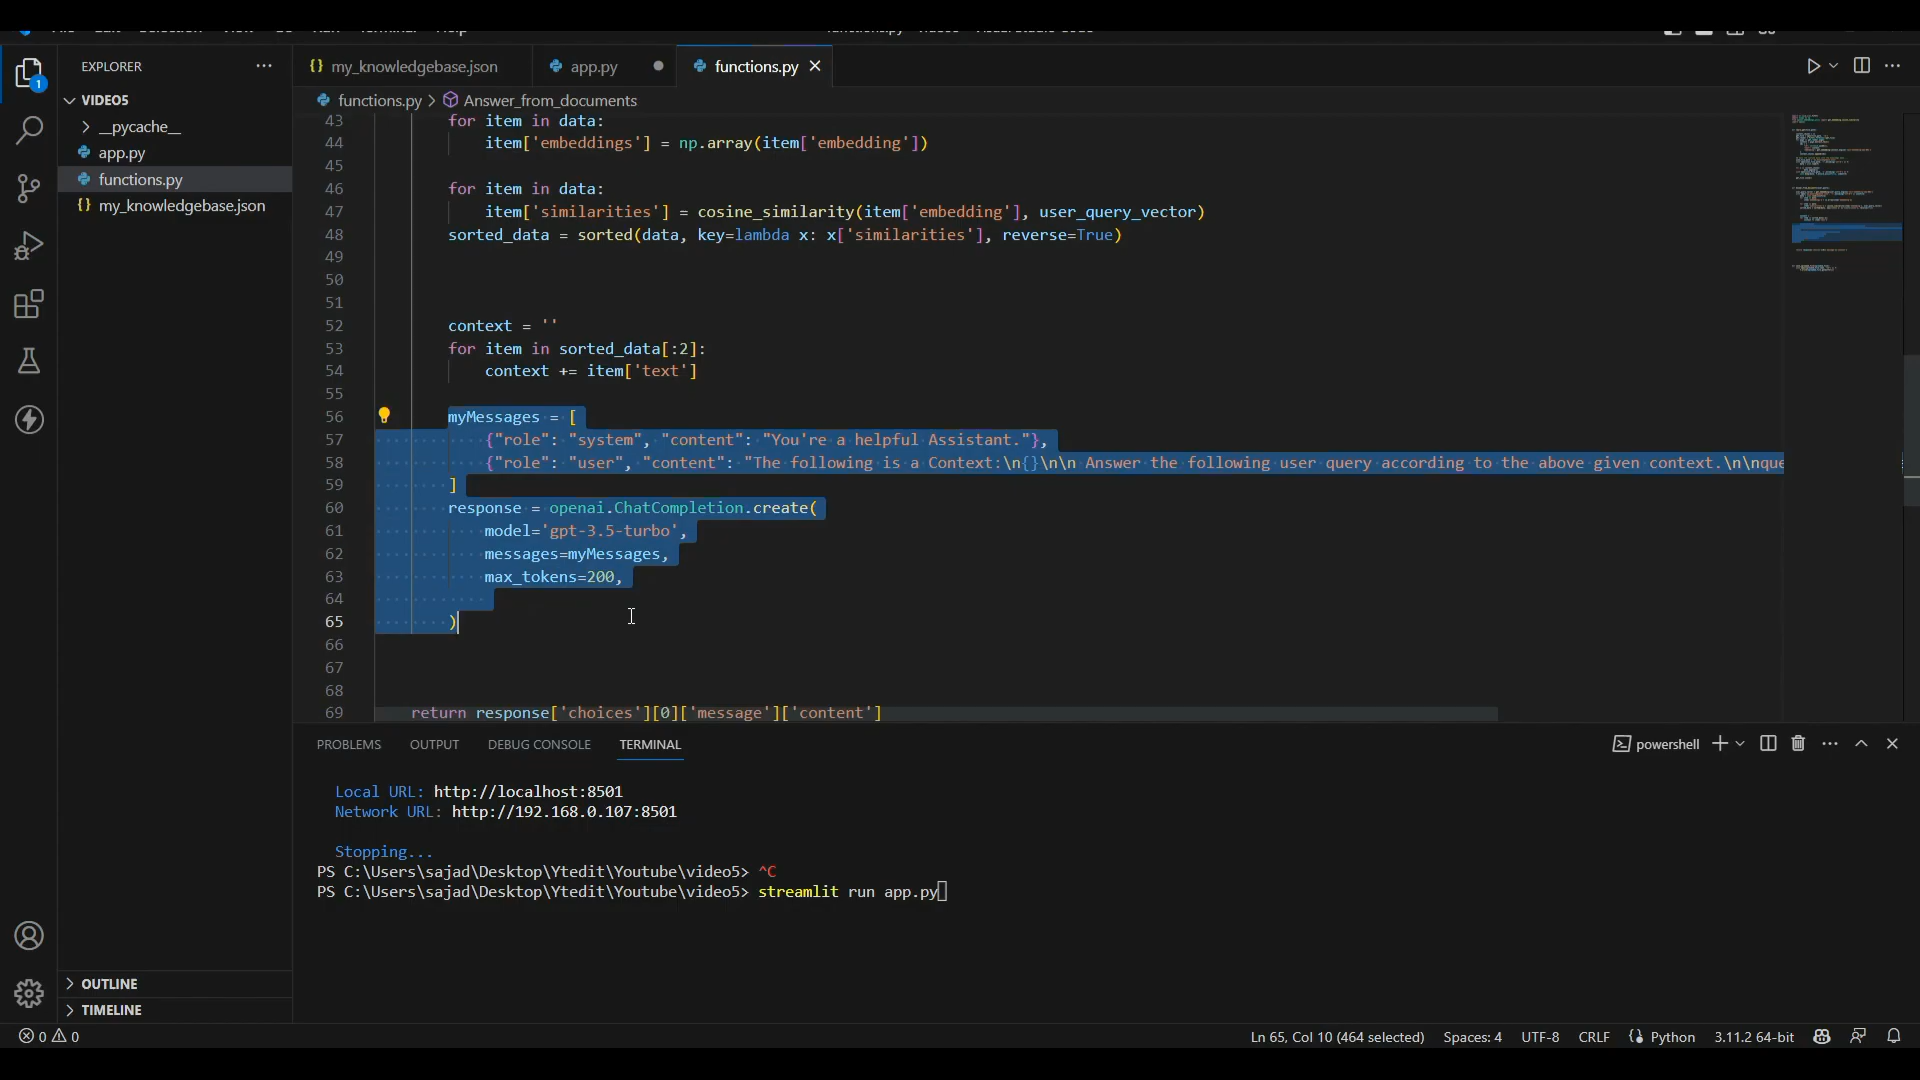 EXPLORER
VIDEO5
__pycache__
app.py
functions.py
my_knowledgebase.json
OUTLINE
TIMELINE
my_knowledgebase.json
app.py
functions.py
functions.py > Answer_from_documents
43 for item in data:
44 item['embeddings'] = np.array(item['embedding'])
45
46 for item in data:
47 item['similarities'] = cosine_similarity(item['embedding'], user_query_vector)
48 sorted_data = sorted(data, key=lambda x: x['similarities'], reverse=True)
49
50
51
52 context = ''
53 for item in sorted_data[:2]:
54 context += item['text']
55
56 myMessages = [
57 {"role": "system", "content": "You're a helpful Assistant."},
58 {"role": "user", "content": "The following is a Context:\n{}\n\n Answer the following user query according to the above given context.\n\nque
59 ]
60 response = openai.ChatCompletion.create(
61 model='gpt-3.5-turbo',
62 messages=myMessages,
63 max_tokens=200,
64
65 )
66
67
68
69 return response['choices'][0]['message']['content']
PROBLEMS OUTPUT DEBUG CONSOLE TERMINAL
powershell
Local URL: http://localhost:8501
Network URL: http://192.168.0.107:8501
Stopping...
PS C:\Users\sajad\Desktop\Ytedit\Youtube\video5> ^C
PS C:\Users\sajad\Desktop\Ytedit\Youtube\video5> streamlit run app.py
0 0 Ln 65, Col 10 (464 selected) Spaces: 4 UTF-8 CRLF Python 3.11.2 64-bit